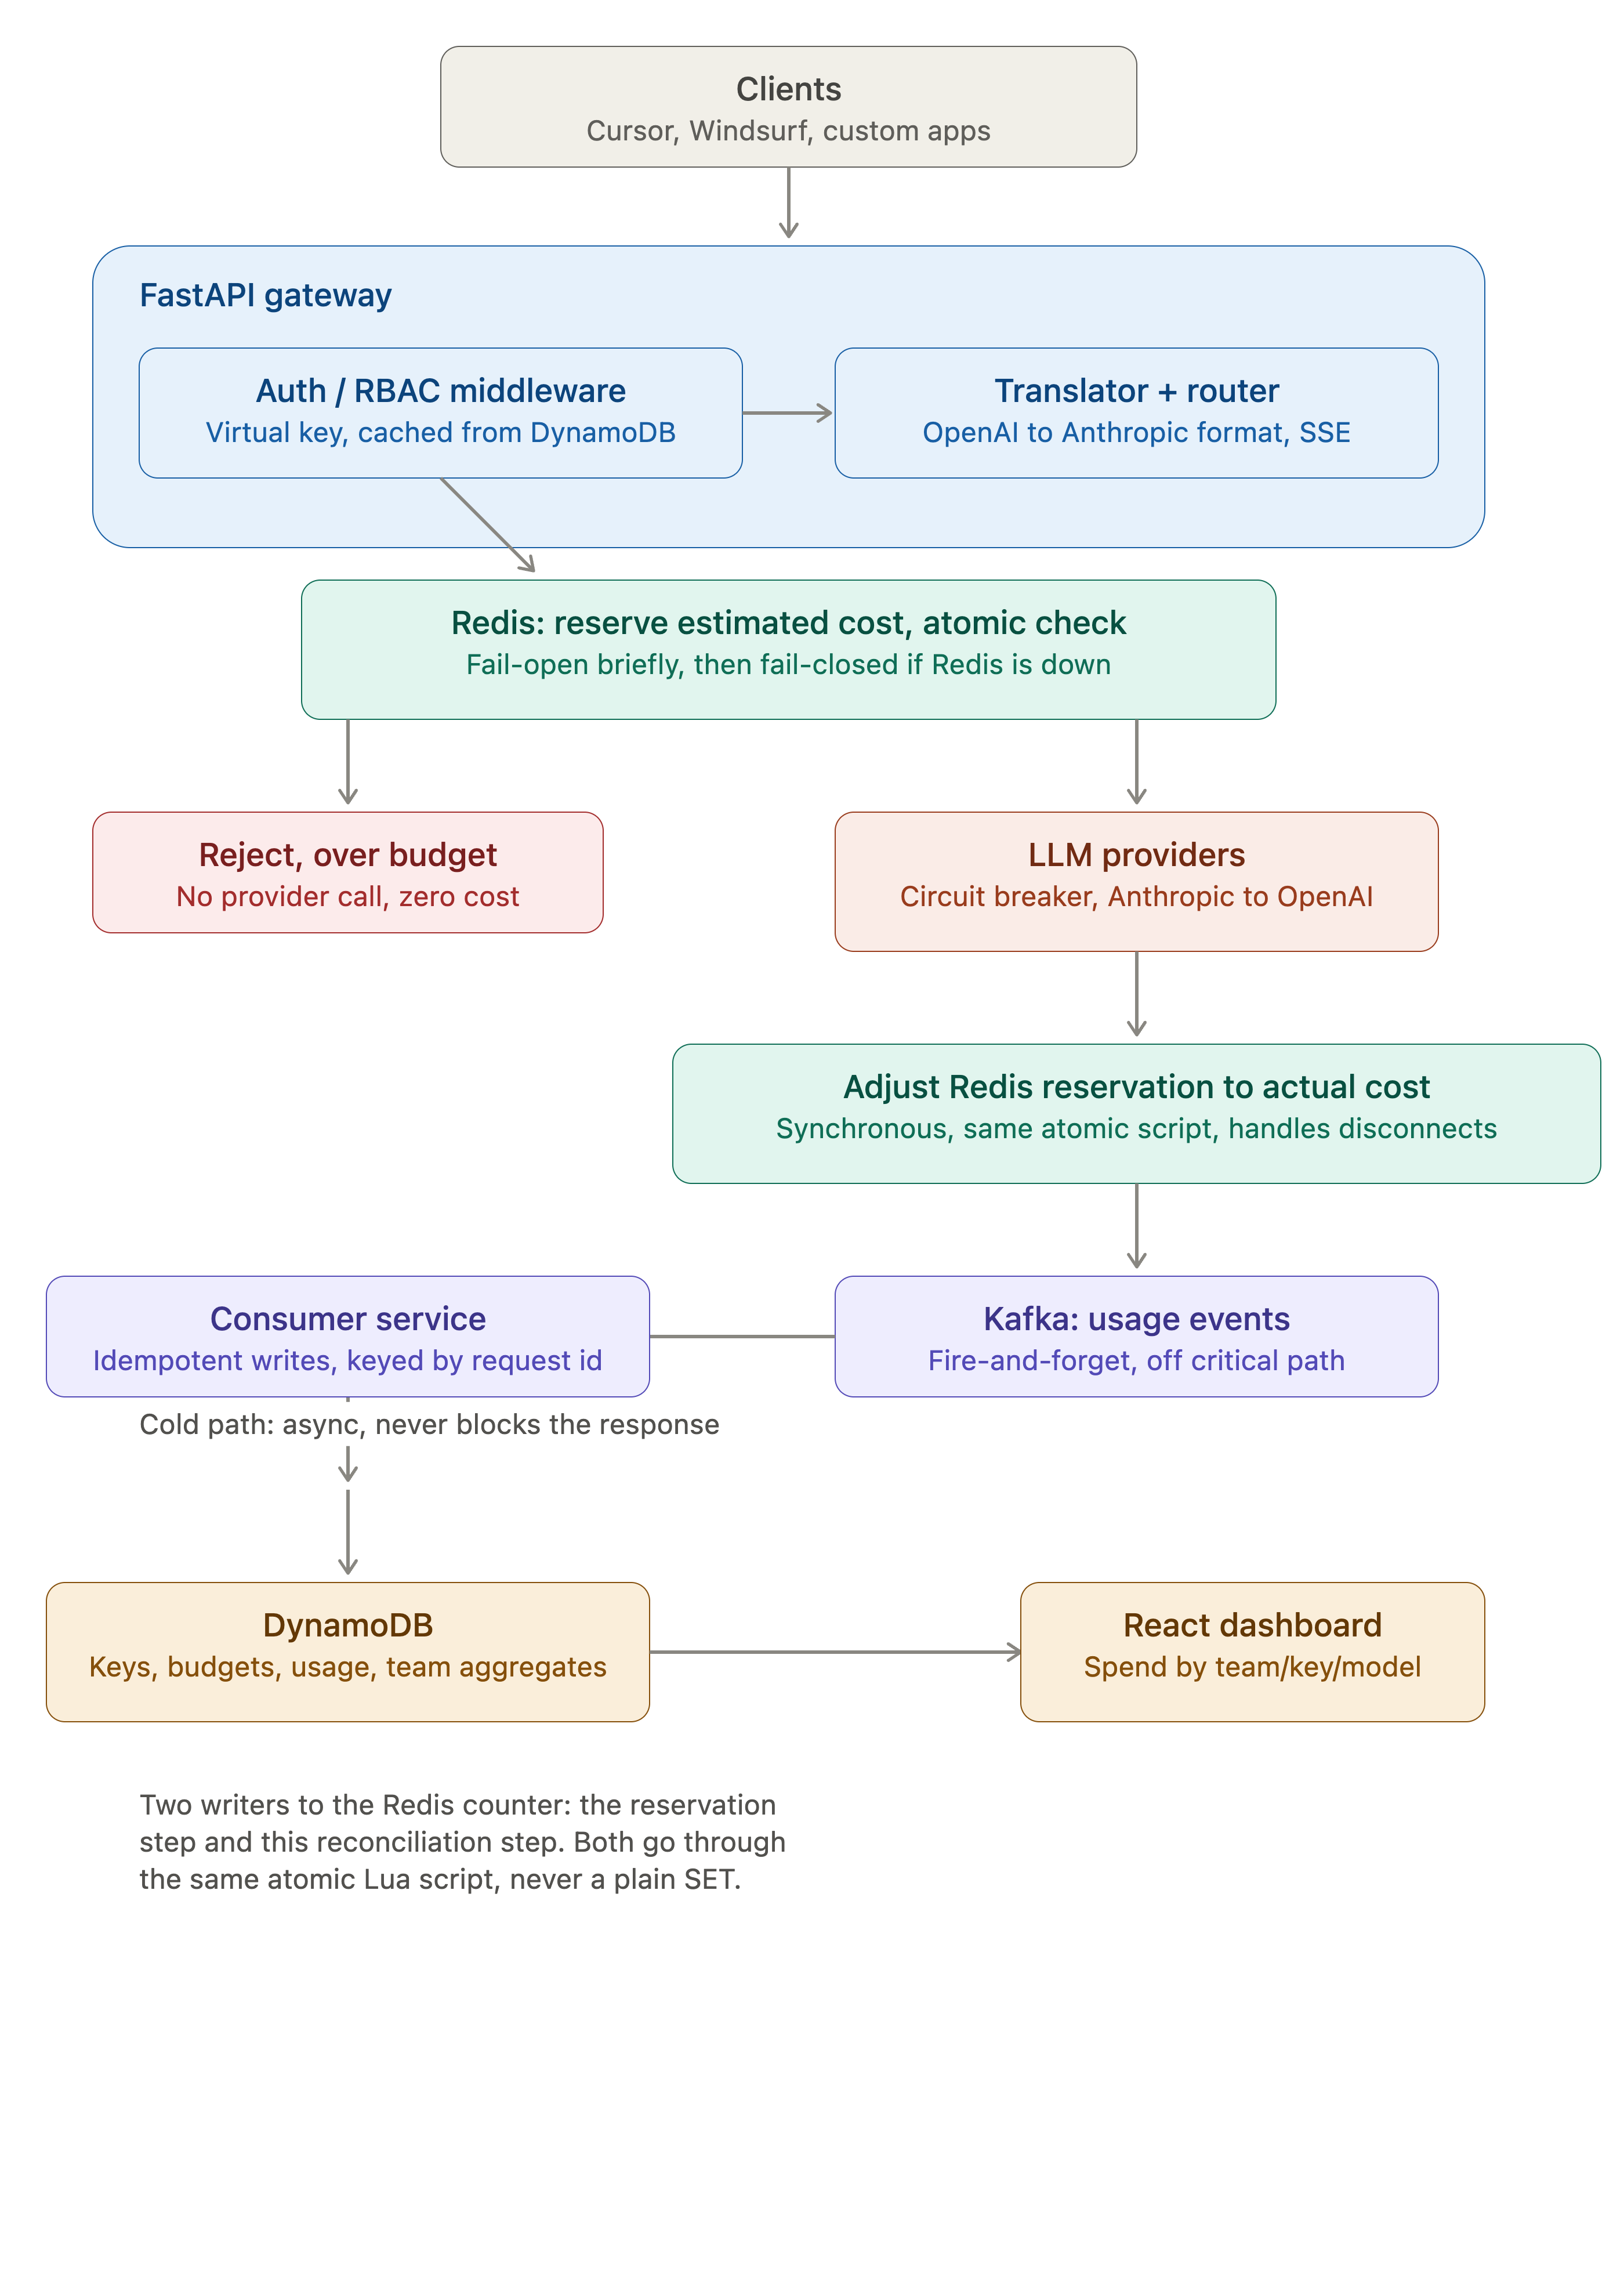 Clients
Cursor, Windsurf, custom apps
FastAPI gateway
Auth / RBAC middleware
Virtual key, cached from DynamoDB
Translator + router
OpenAI to Anthropic format, SSE
Redis: reserve estimated cost, atomic check
Fail-open briefly, then fail-closed if Redis is down
Reject, over budget
No provider call, zero cost
LLM providers
Circuit breaker, Anthropic to OpenAI
Adjust Redis reservation to actual cost
Synchronous, same atomic script, handles disconnects
Consumer service
Idempotent writes, keyed by request id
Kafka: usage events
Fire-and-forget, off critical path
Cold path: async, never blocks the response
DynamoDB
Keys, budgets, usage, team aggregates
React dashboard
Spend by team/key/model
Two writers to the Redis counter: the reservation
step and this reconciliation step. Both go through
the same atomic Lua script, never a plain SET.